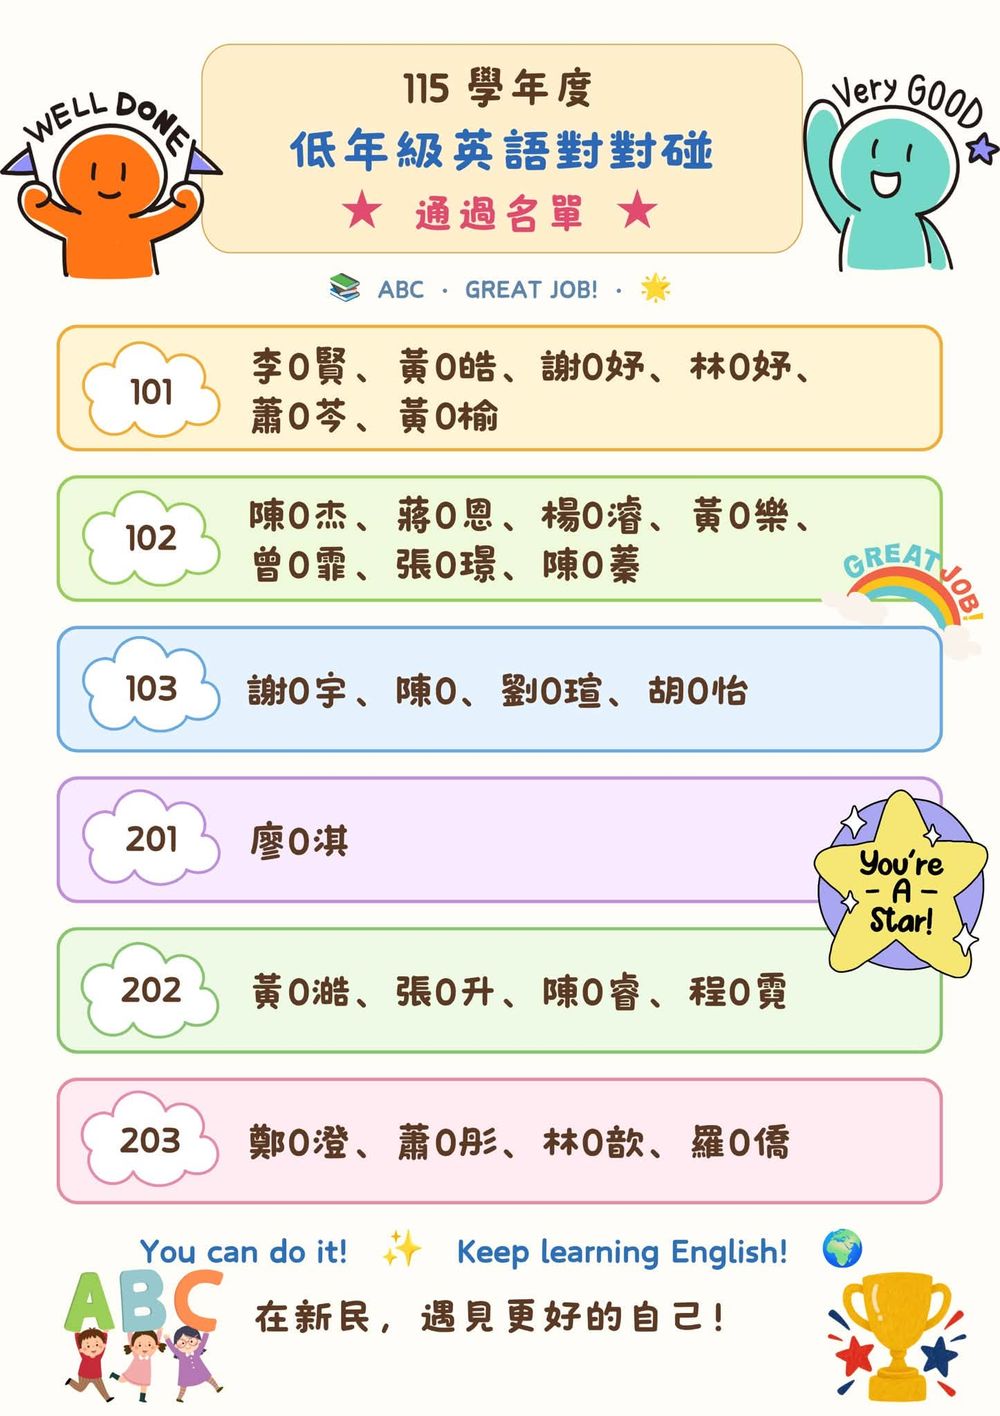 WELL DONE
115 學年度
Very GOOD
低年級英語對對碰
★ 通過名單 ★
ABC · GREAT JOB! ·
101
李O賢、黃O皓、謝O妤、林O妤、
蕭O芩、黃O榆
102
陳O杰、蔣O恩、楊O濬、黃O樂、
曾O霏、張O璟、陳O蓁
GREAT JOB!
103
謝O宇、陳O、劉O瑄、胡O怡
201
廖O淇
You're
- A -
Star!
202
黃O澔、張O升、陳O睿、程O霓
203
鄭O澄、蕭O彤、林O歆、羅O僑
You can do it! Keep learning English!
ABC
在新民，遇見更好的自己！